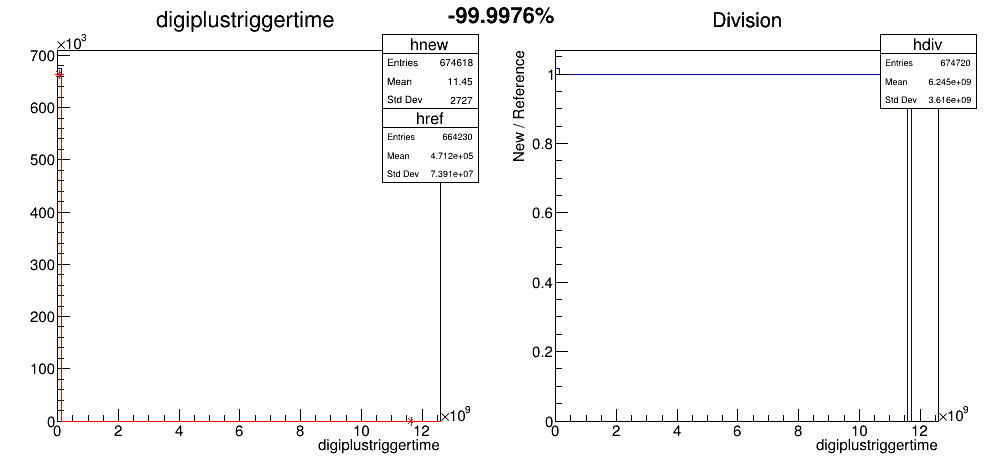 -99.9976%
digiplustriggertime
×10³
700
600
500
400
300
200
100
0
0 2 4 6 8 10 12
×10⁹
digiplustriggertime
hnew
Entries 674618
Mean 11.45
Std Dev 2727
href
Entries 664230
Mean 4.712e+05
Std Dev 7.391e+07
Division
New / Reference
1
0.8
0.6
0.4
0.2
0
0 2 4 6 8 10 12
×10⁹
digiplustriggertime
hdiv
Entries 674720
Mean 6.245e+09
Std Dev 3.616e+09